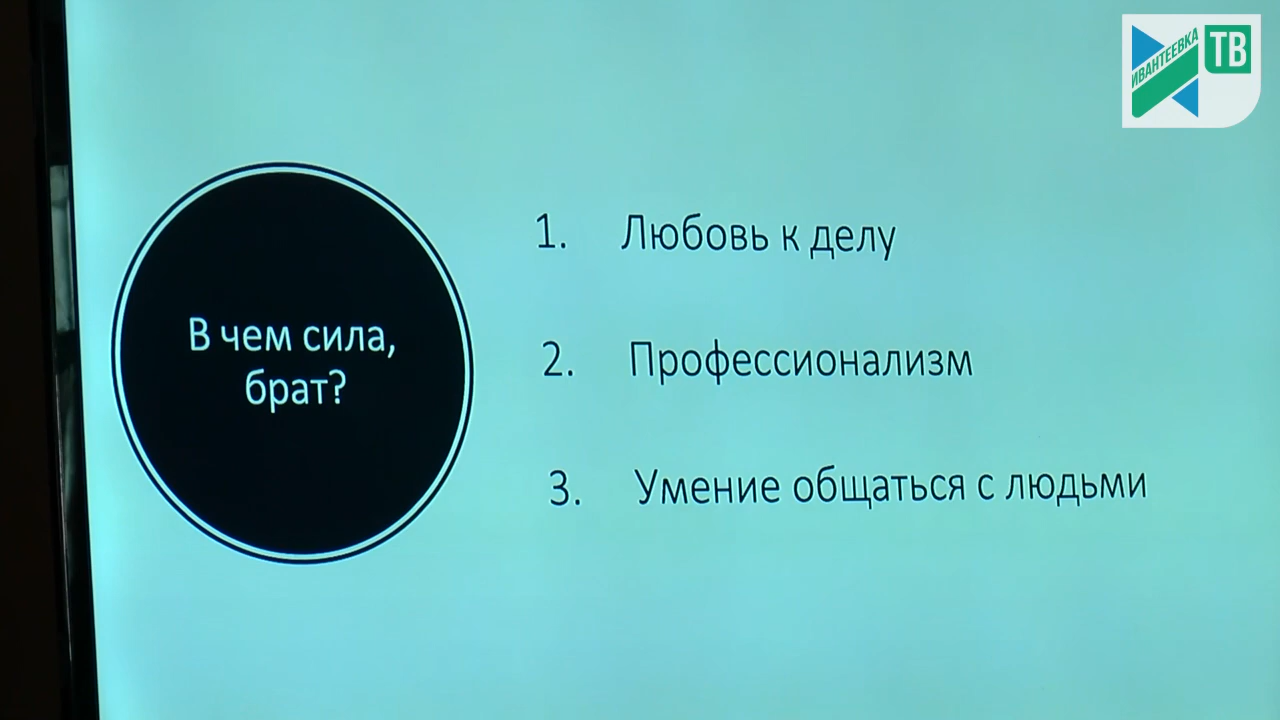 ИВАНТЕЕВКА
ТВ
В чем сила,
брат?
1. Любовь к делу
2. Профессионализм
3. Умение общаться с людьми